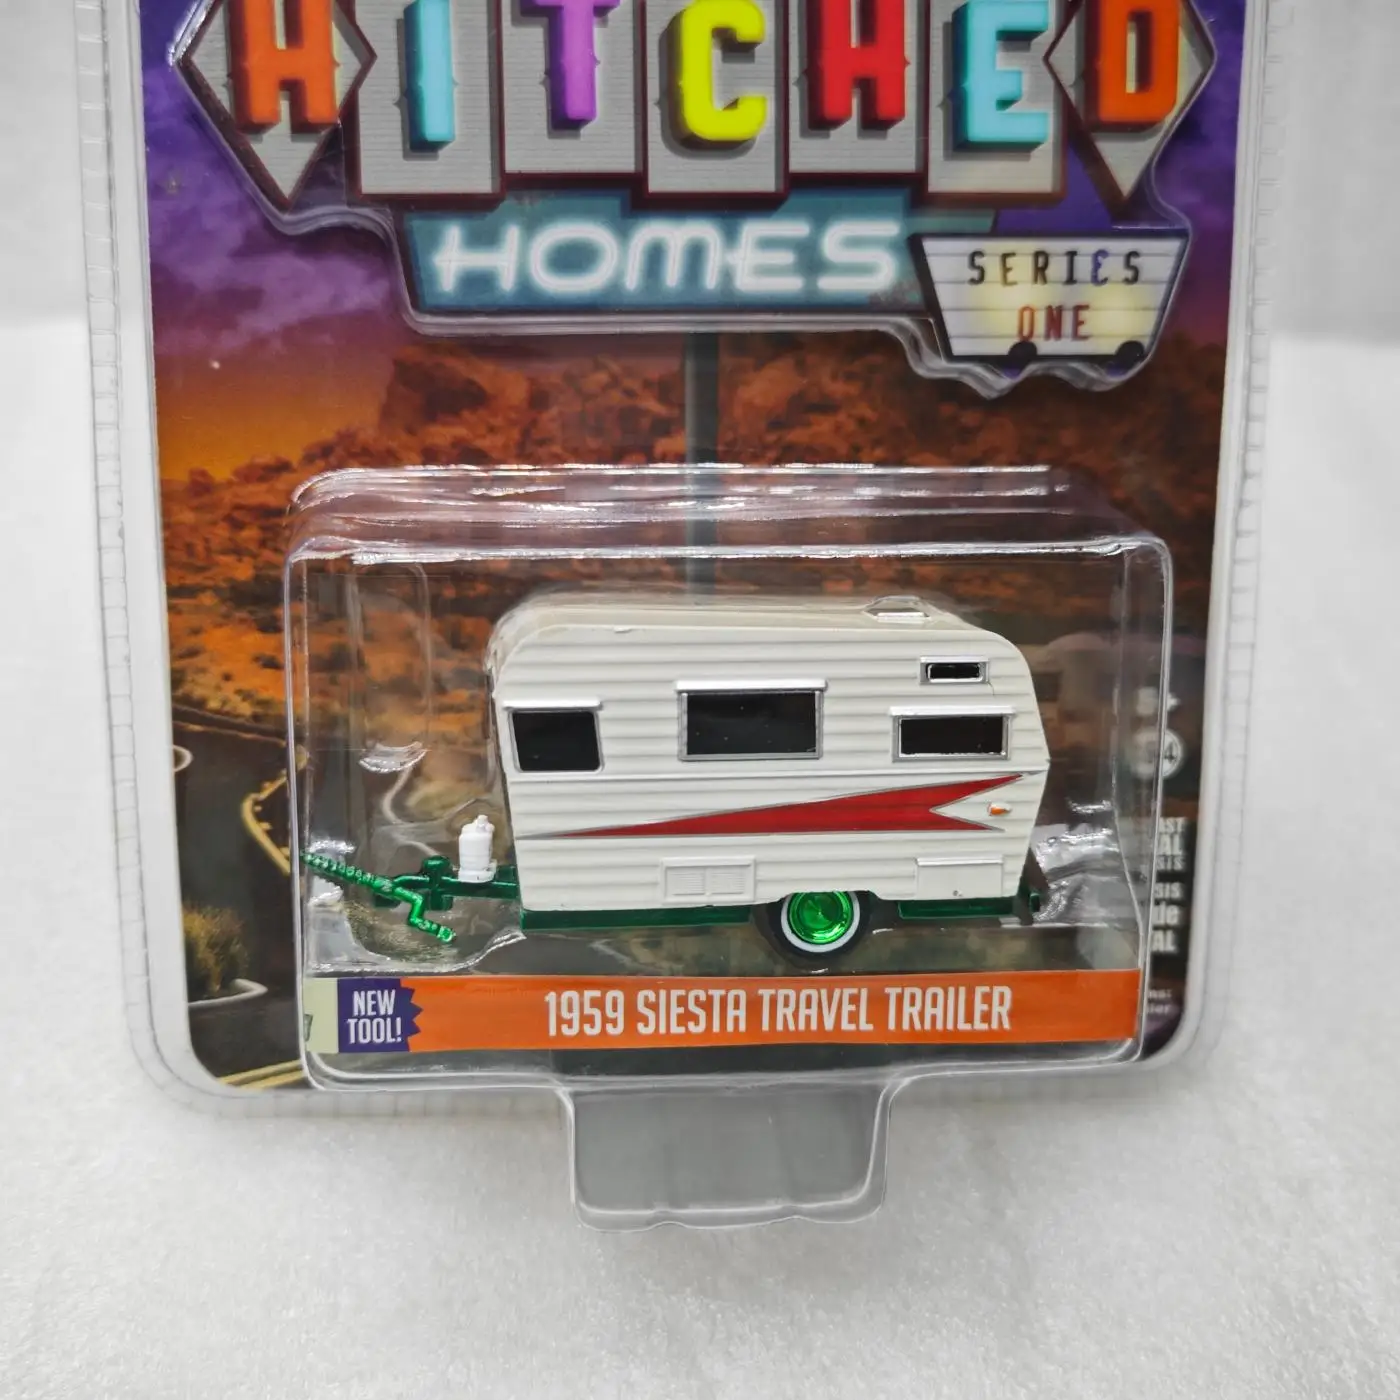 HITCHED
HOMES
SERIES
ONE
NEW
TOOL!
1959 SIESTA TRAVEL TRAILER